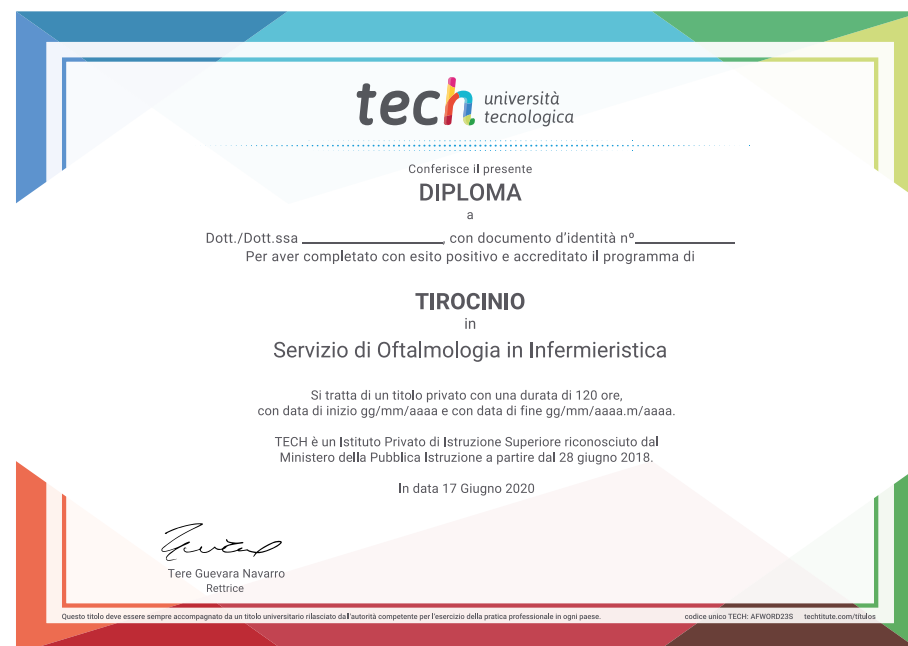 tech università
tecnologica
Conferisce il presente
DIPLOMA
a
Dott./Dott.ssa ________________, con documento d'identità nº____________
Per aver completato con esito positivo e accreditato il programma di
TIROCINIO
in
Servizio di Oftalmologia in Infermieristica
Si tratta di un titolo privato con una durata di 120 ore,
con data di inizio gg/mm/aaaa e con data di fine gg/mm/aaaa.m/aaaa.
TECH è un Istituto Privato di Istruzione Superiore riconosciuto dal
Ministero della Pubblica Istruzione a partire dal 28 giugno 2018.
In data 17 Giugno 2020
Tere Guevara Navarro
Rettrice
Questo titolo deve essere sempre accompagnato da un titolo universitario rilasciato dall'autorità competente per l'esercizio della pratica professionale in ogni paese.
codice unico TECH: AFWORD23S techtitute.com/titulos